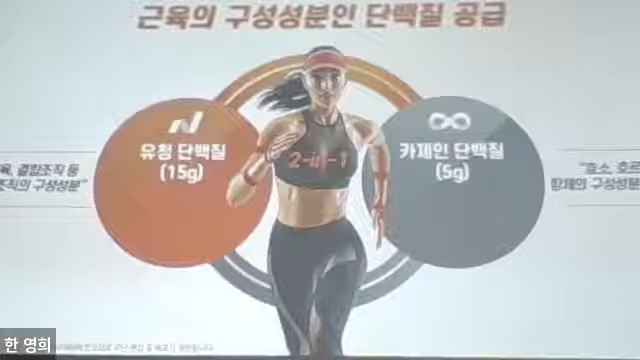 근육의 구성성분인 단백질 공급
유청 단백질
(15g)
2-in-1
카제인 단백질
(5g)
결합조직 등
조직의 구성성분"
"효소, 호르
항체의 구성성분
한 영희